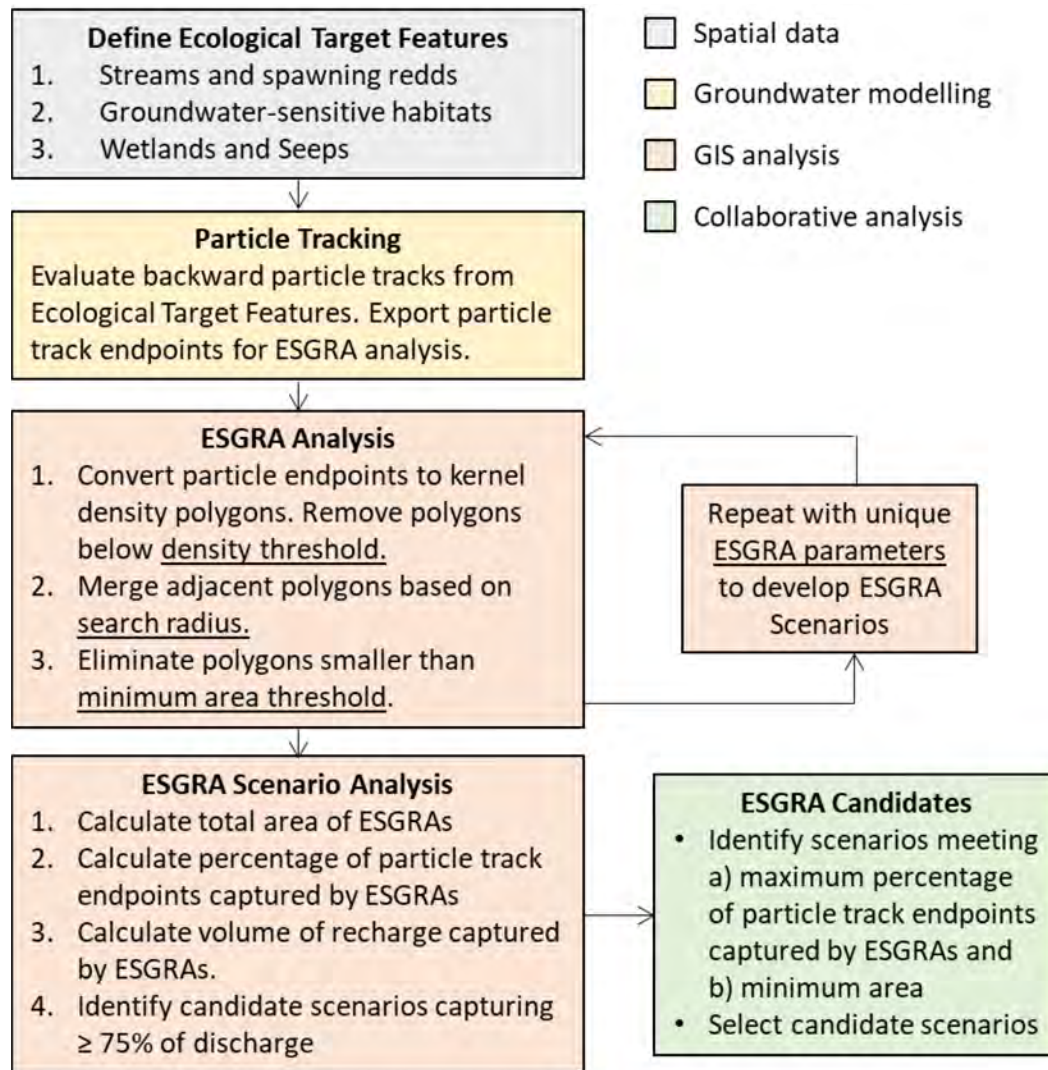 Define Ecological Target Features
1. Streams and spawning redds
2. Groundwater-sensitive habitats
3. Wetlands and Seeps
Spatial data
Groundwater modelling
GIS analysis
Collaborative analysis
Particle Tracking
Evaluate backward particle tracks from
Ecological Target Features. Export particle
track endpoints for ESGRA analysis.
ESGRA Analysis
1. Convert particle endpoints to kernel
density polygons. Remove polygons
below density threshold.
2. Merge adjacent polygons based on
search radius.
3. Eliminate polygons smaller than
minimum area threshold.
Repeat with unique
ESGRA parameters
to develop ESGRA
Scenarios
ESGRA Scenario Analysis
1. Calculate total area of ESGRAs
2. Calculate percentage of particle track
endpoints captured by ESGRAs
3. Calculate volume of recharge captured
by ESGRAs.
4. Identify candidate scenarios capturing
≥ 75% of discharge
ESGRA Candidates
• Identify scenarios meeting
a) maximum percentage
of particle track endpoints
captured by ESGRAs and
b) minimum area
• Select candidate scenarios